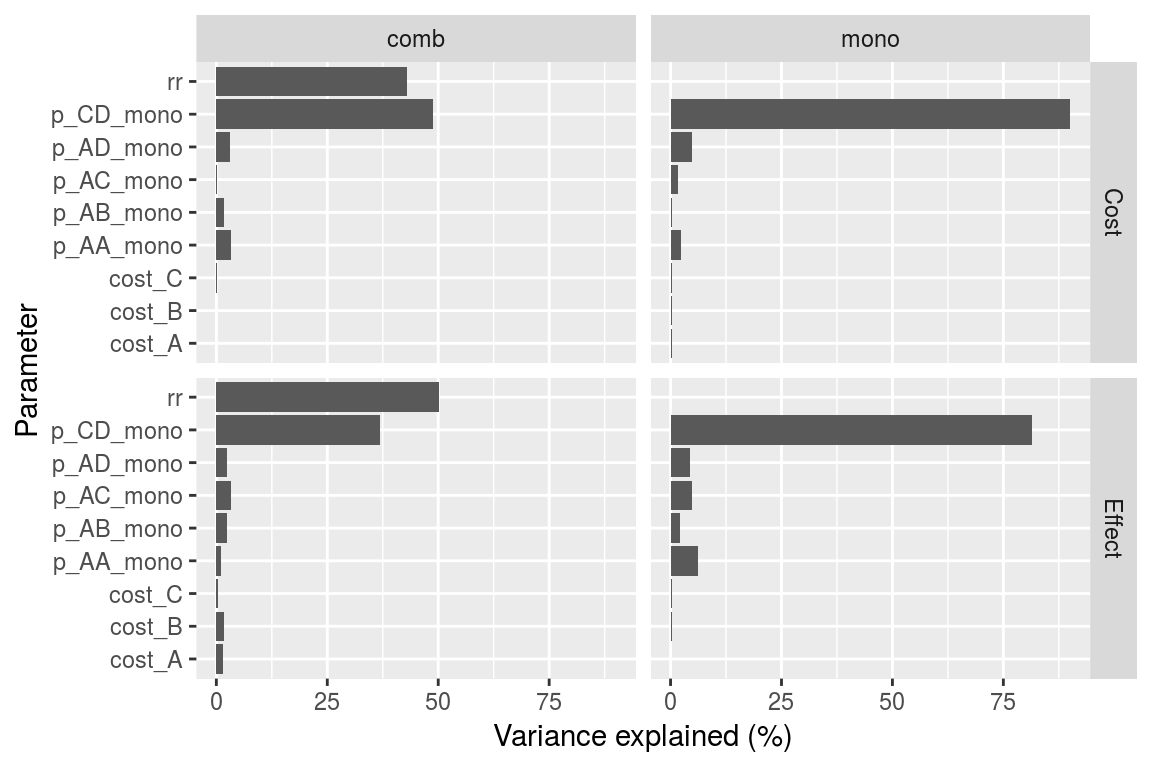 comb
mono
rr
p_CD_mono
p_AD_mono
p_AC_mono
p_AB_mono
p_AA_mono
cost_C
cost_B
cost_A
Cost
rr
p_CD_mono
p_AD_mono
p_AC_mono
p_AB_mono
p_AA_mono
cost_C
cost_B
cost_A
Effect
Parameter
0 25 50 75
0 25 50 75
Variance explained (%)